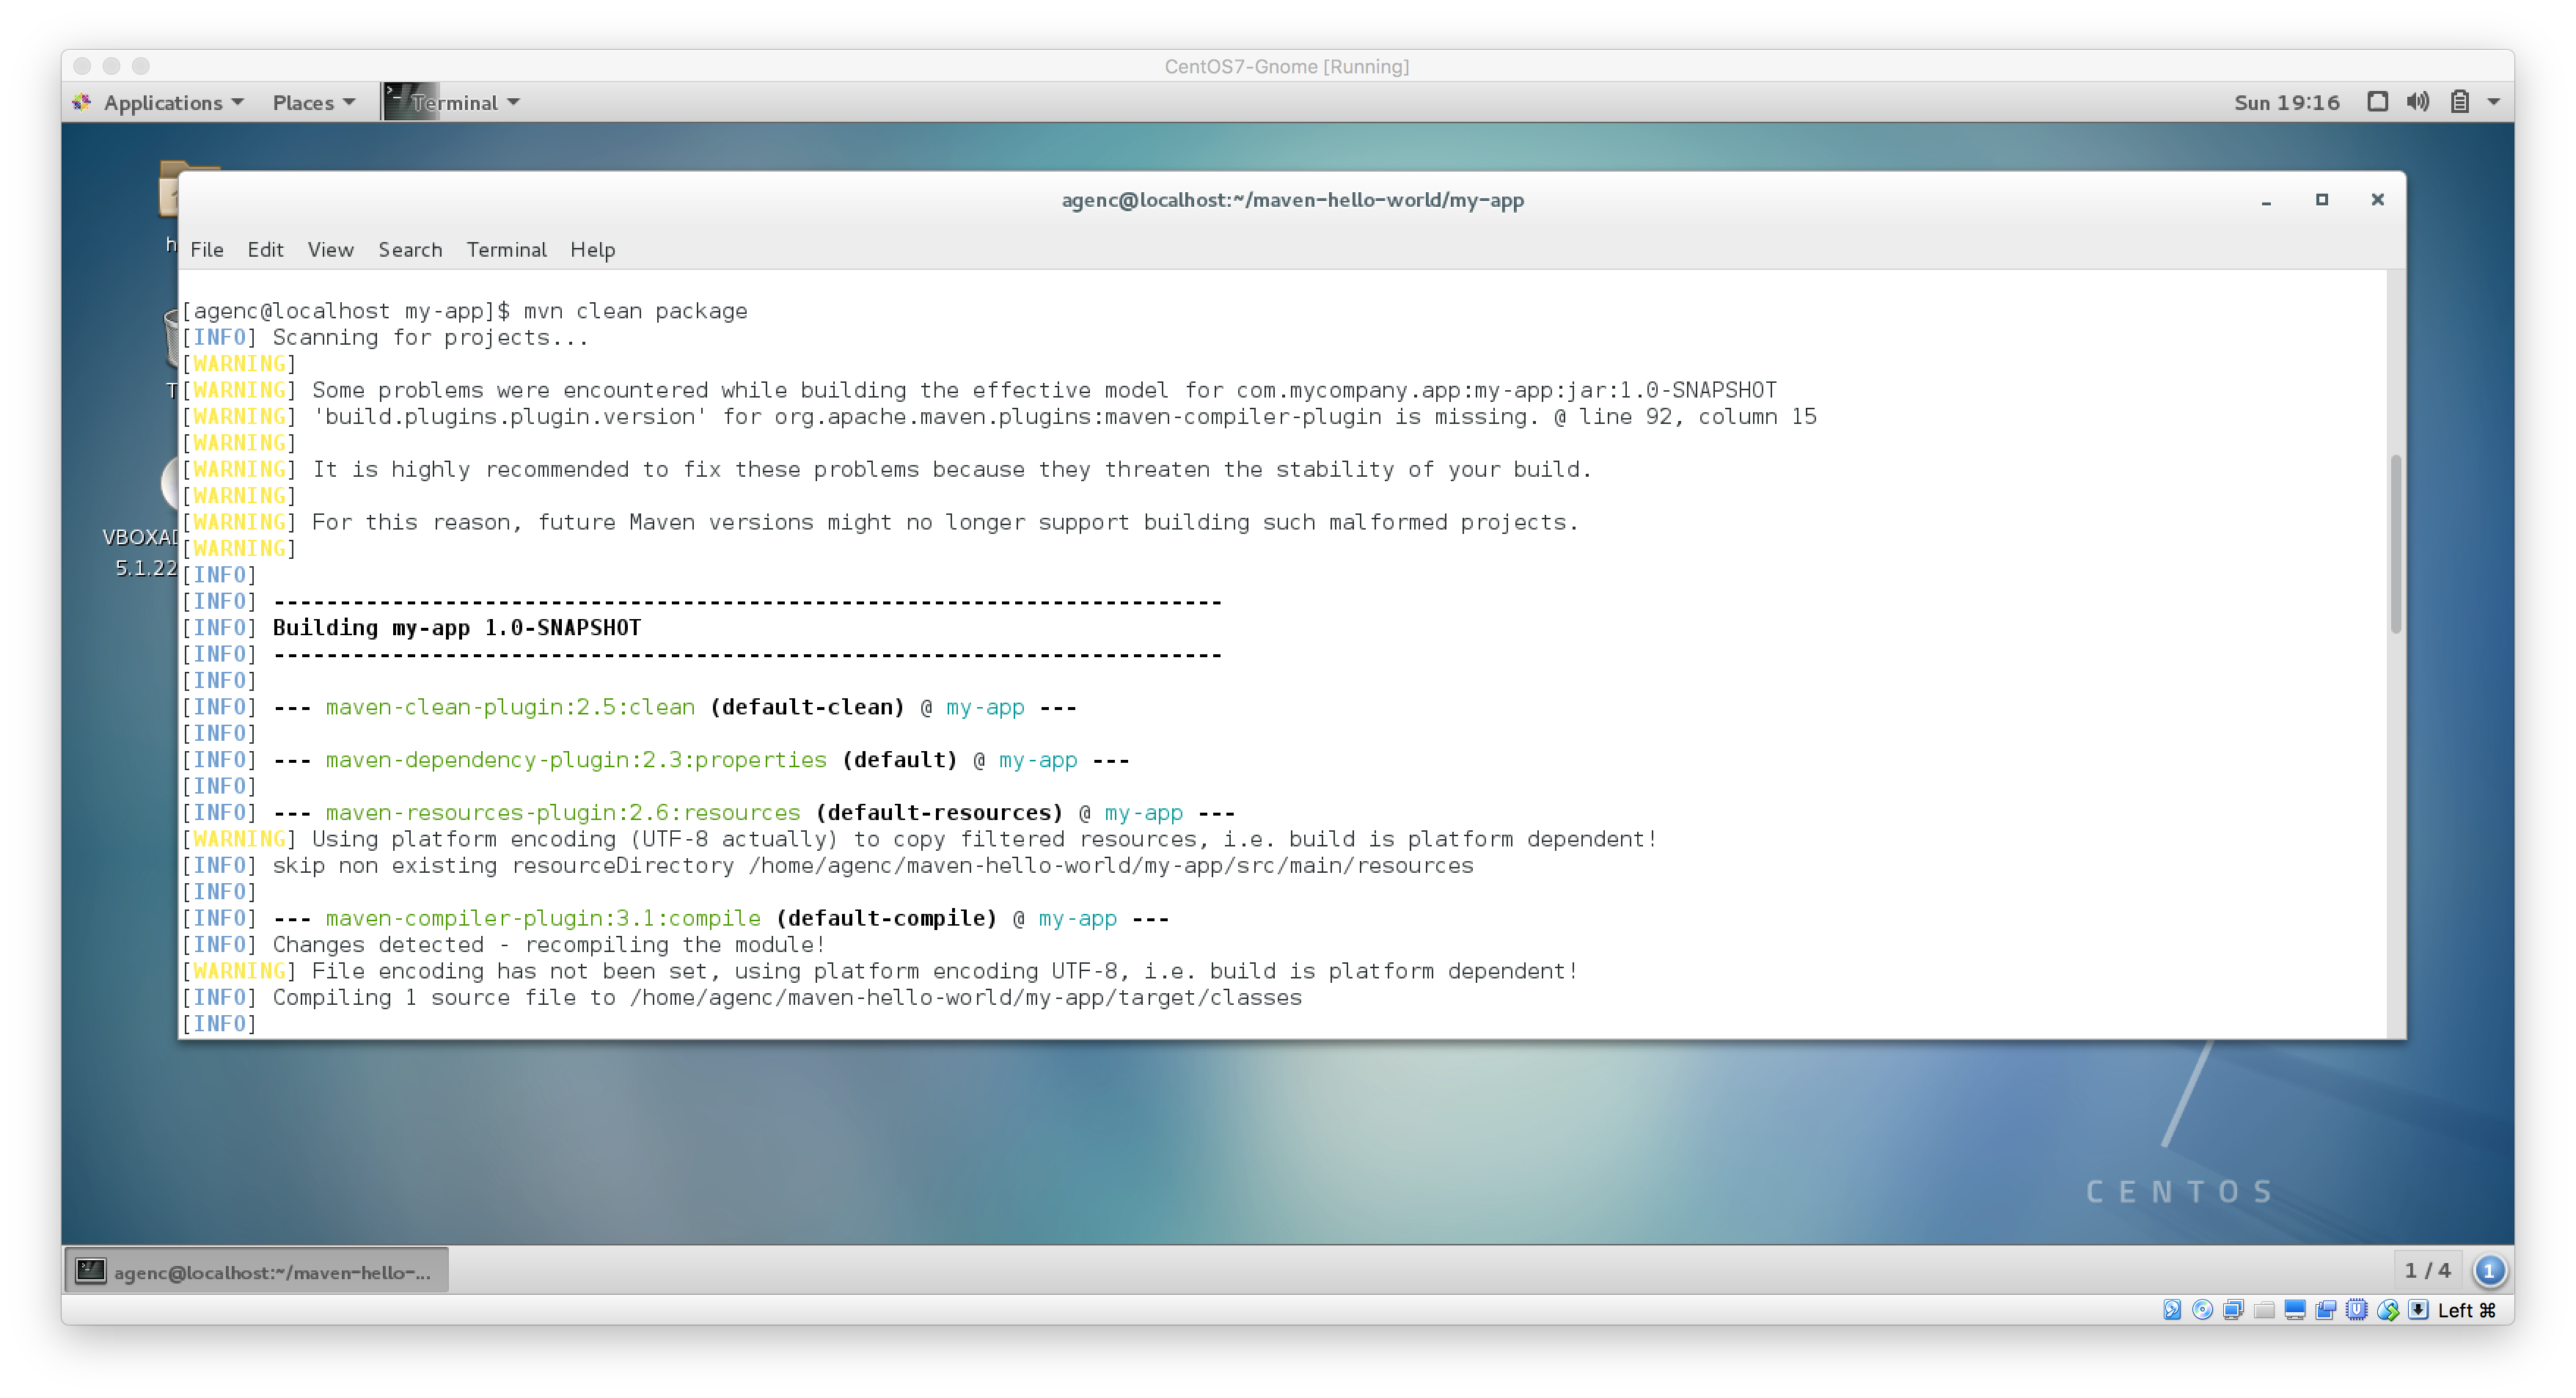 CentOS7-Gnome [Running]
Applications Places Terminal Sun 19:16
agenc@localhost:~/maven-hello-world/my-app
File Edit View Search Terminal Help
[agenc@localhost my-app]$ mvn clean package
[INFO] Scanning for projects...
[WARNING]
[WARNING] Some problems were encountered while building the effective model for com.mycompany.app:my-app:jar:1.0-SNAPSHOT
[WARNING] 'build.plugins.plugin.version' for org.apache.maven.plugins:maven-compiler-plugin is missing. @ line 92, column 15
[WARNING]
[WARNING] It is highly recommended to fix these problems because they threaten the stability of your build.
[WARNING]
[WARNING] For this reason, future Maven versions might no longer support building such malformed projects.
[WARNING]
[INFO]
[INFO] ------------------------------------------------------------------------
[INFO] Building my-app 1.0-SNAPSHOT
[INFO] ------------------------------------------------------------------------
[INFO]
[INFO] --- maven-clean-plugin:2.5:clean (default-clean) @ my-app ---
[INFO]
[INFO] --- maven-dependency-plugin:2.3:properties (default) @ my-app ---
[INFO]
[INFO] --- maven-resources-plugin:2.6:resources (default-resources) @ my-app ---
[WARNING] Using platform encoding (UTF-8 actually) to copy filtered resources, i.e. build is platform dependent!
[INFO] skip non existing resourceDirectory /home/agenc/maven-hello-world/my-app/src/main/resources
[INFO]
[INFO] --- maven-compiler-plugin:3.1:compile (default-compile) @ my-app ---
[INFO] Changes detected - recompiling the module!
[WARNING] File encoding has not been set, using platform encoding UTF-8, i.e. build is platform dependent!
[INFO] Compiling 1 source file to /home/agenc/maven-hello-world/my-app/target/classes
[INFO]
h
T
VBOXAD
5.1.22
CENTOS
agenc@localhost:~/maven-hello-...
1 / 4
1
Left ⌘